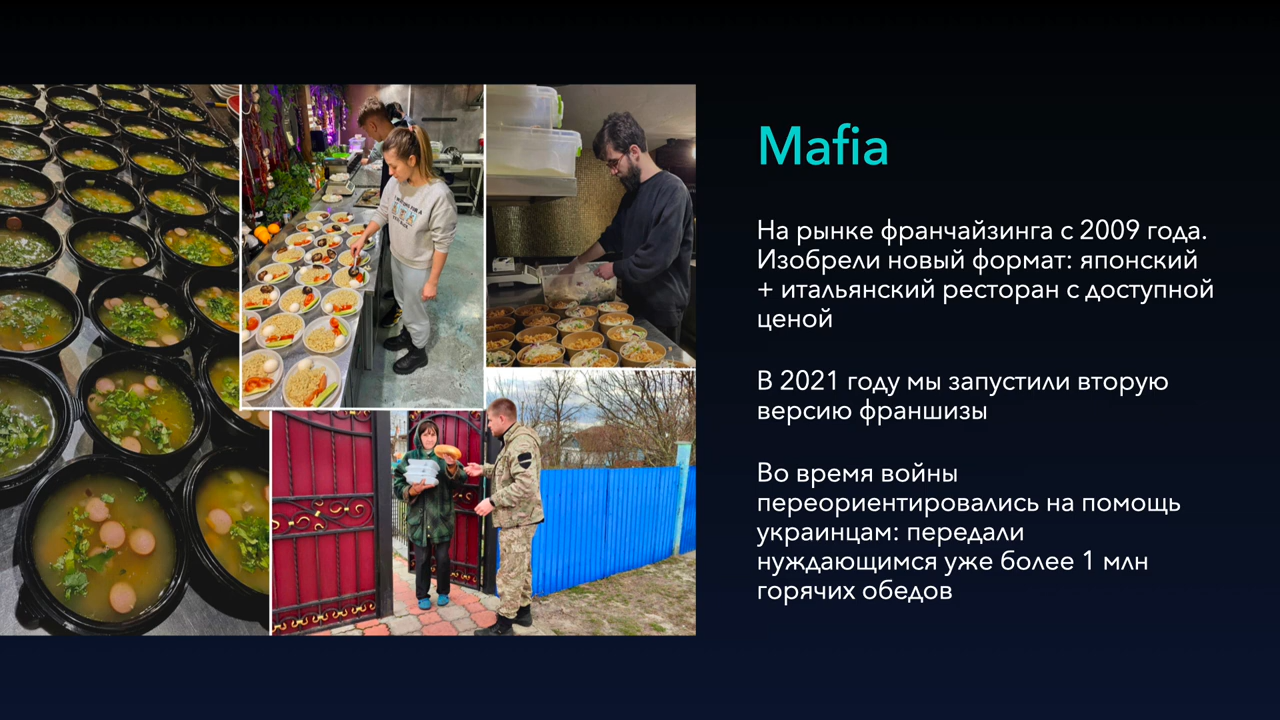 Mafia
На рынке франчайзинга с 2009 года.
Изобрели новый формат: японский
+ итальянский ресторан с доступной
ценой
В 2021 году мы запустили вторую
версию франшизы
Во время войны
переориентировались на помощь
украинцам: передали
нуждающимся уже более 1 млн
горячих обедов